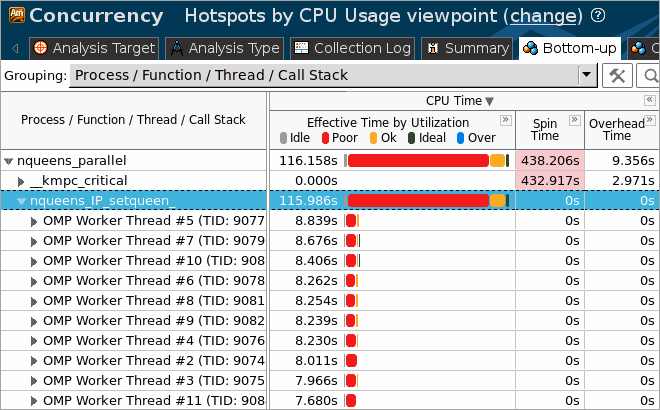 Am Concurrency Hotspots by CPU Usage viewpoint (change) ?
Analysis Target Analysis Type Collection Log Summary Bottom-up
Grouping: Process / Function / Thread / Call Stack
Process / Function / Thread / Call Stack
CPU Time
Effective Time by Utilization
Idle Poor Ok Ideal Over
Spin Time
Overhead Time
nqueens_parallel 116.158s 438.206s 9.356s
__kmpc_critical 0.000s 432.917s 2.971s
nqueens_IP_setqueen_ 115.986s 0s 0s
OMP Worker Thread #5 (TID: 9077 8.839s 0s 0s
OMP Worker Thread #7 (TID: 9079 8.676s 0s 0s
OMP Worker Thread #10 (TID: 908 8.406s 0s 0s
OMP Worker Thread #6 (TID: 9078 8.262s 0s 0s
OMP Worker Thread #8 (TID: 9081 8.254s 0s 0s
OMP Worker Thread #9 (TID: 9082 8.239s 0s 0s
OMP Worker Thread #4 (TID: 9076 8.230s 0s 0s
OMP Worker Thread #2 (TID: 9074 8.011s 0s 0s
OMP Worker Thread #3 (TID: 9075 7.966s 0s 0s
OMP Worker Thread #11 (TID: 908 7.680s 0s 0s